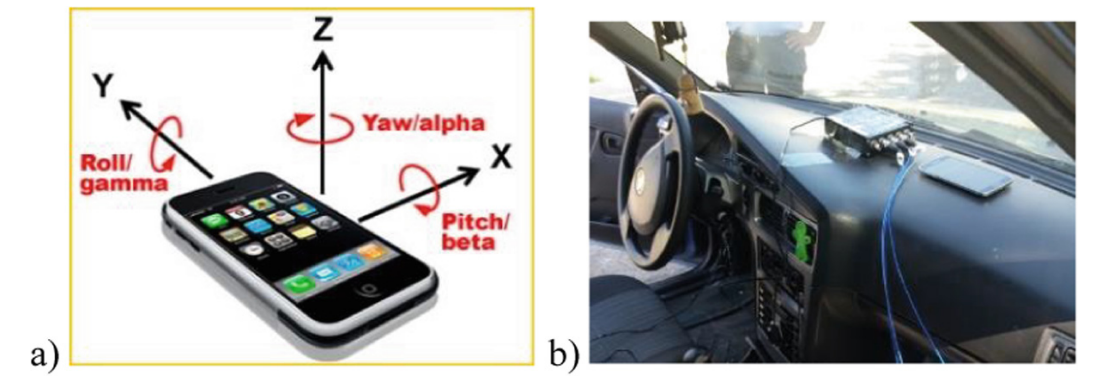 Z
Y
Yaw/alpha
X
Roll/
gamma
Pitch/
beta
a)
b)